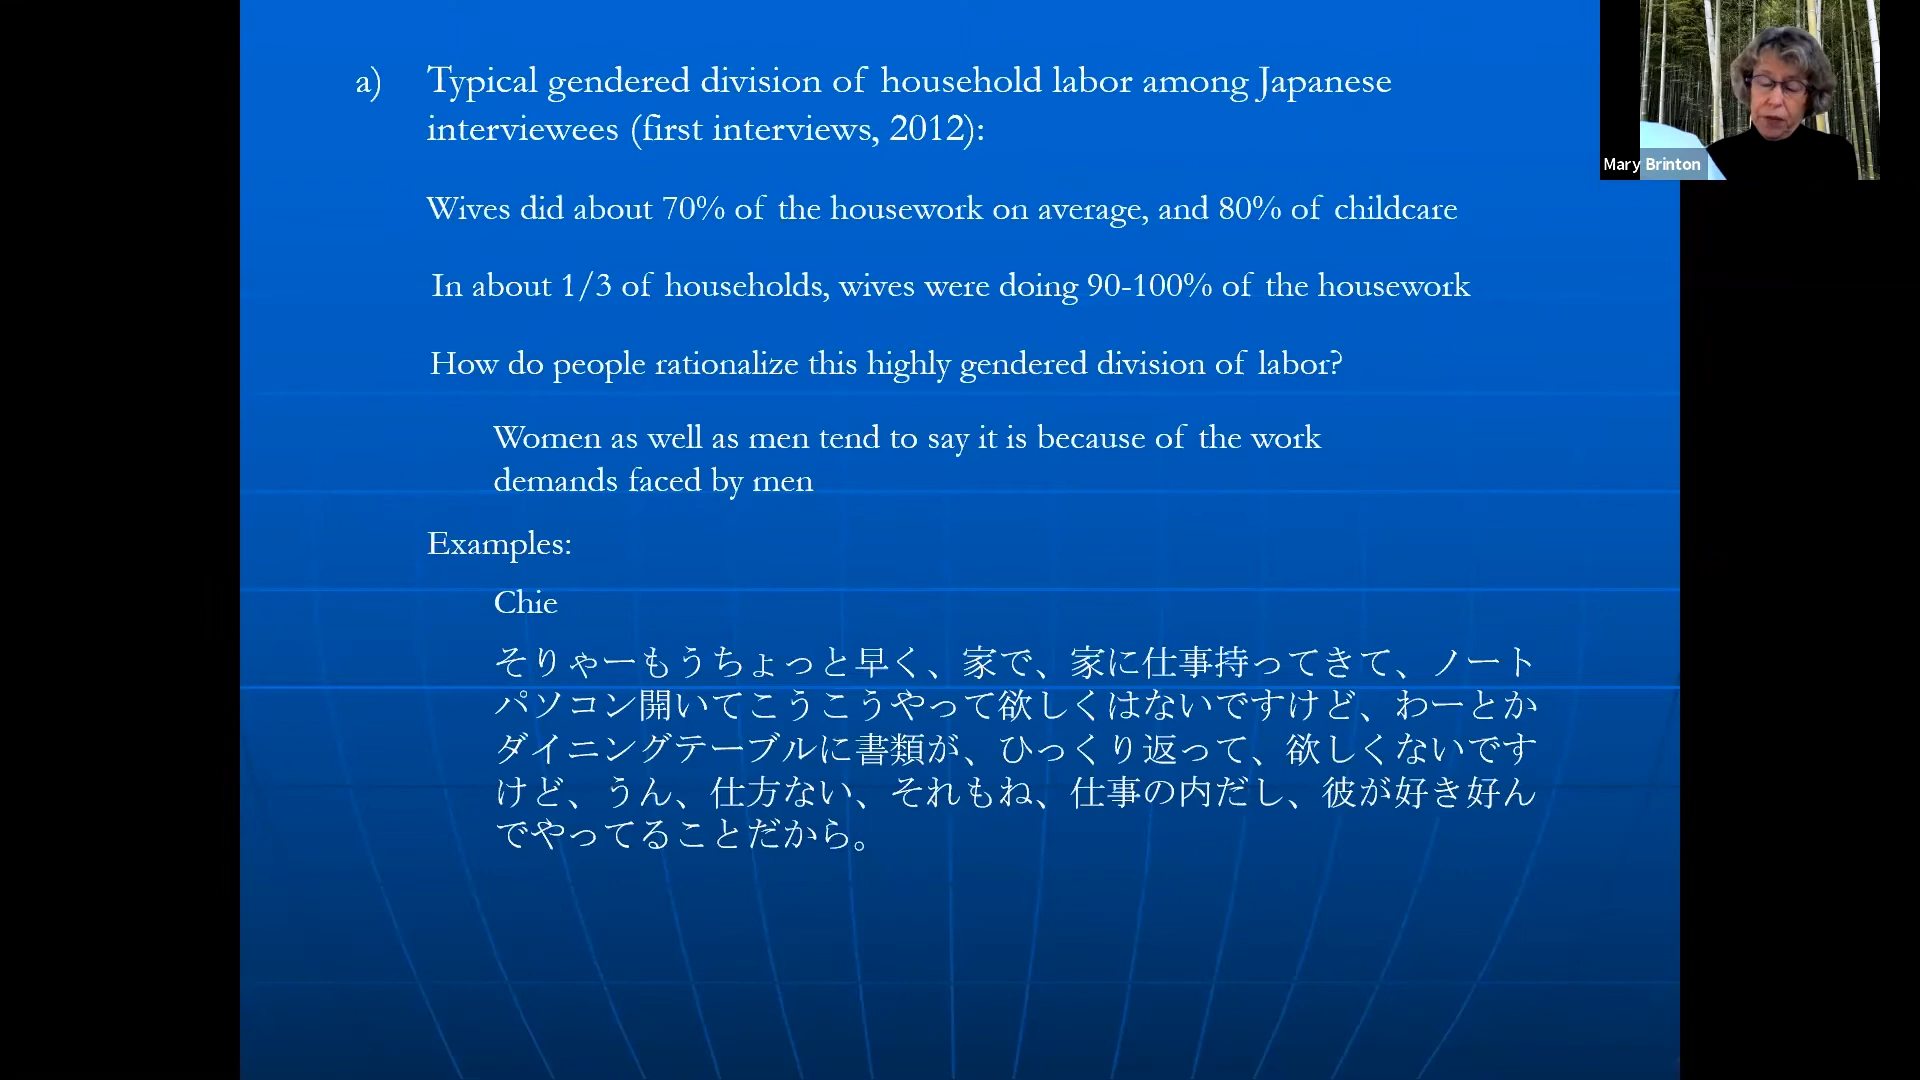 a) Typical gendered division of household labor among Japanese
interviewees (first interviews, 2012):
Wives did about 70% of the housework on average, and 80% of childcare
In about 1/3 of households, wives were doing 90-100% of the housework
How do people rationalize this highly gendered division of labor?
Women as well as men tend to say it is because of the work
demands faced by men
Examples:
Chie
そりゃーもうちょっと早く、家で、家に仕事持ってきて、ノート
パソコン開いてこうこうやって欲しくはないですけど、わーとか
ダイニングテーブルに書類が、ひっくり返って、欲しくないです
けど、うん、仕方ない、それもね、仕事の内だし、彼が好き好ん
でやってることだから。
Mary Brinton